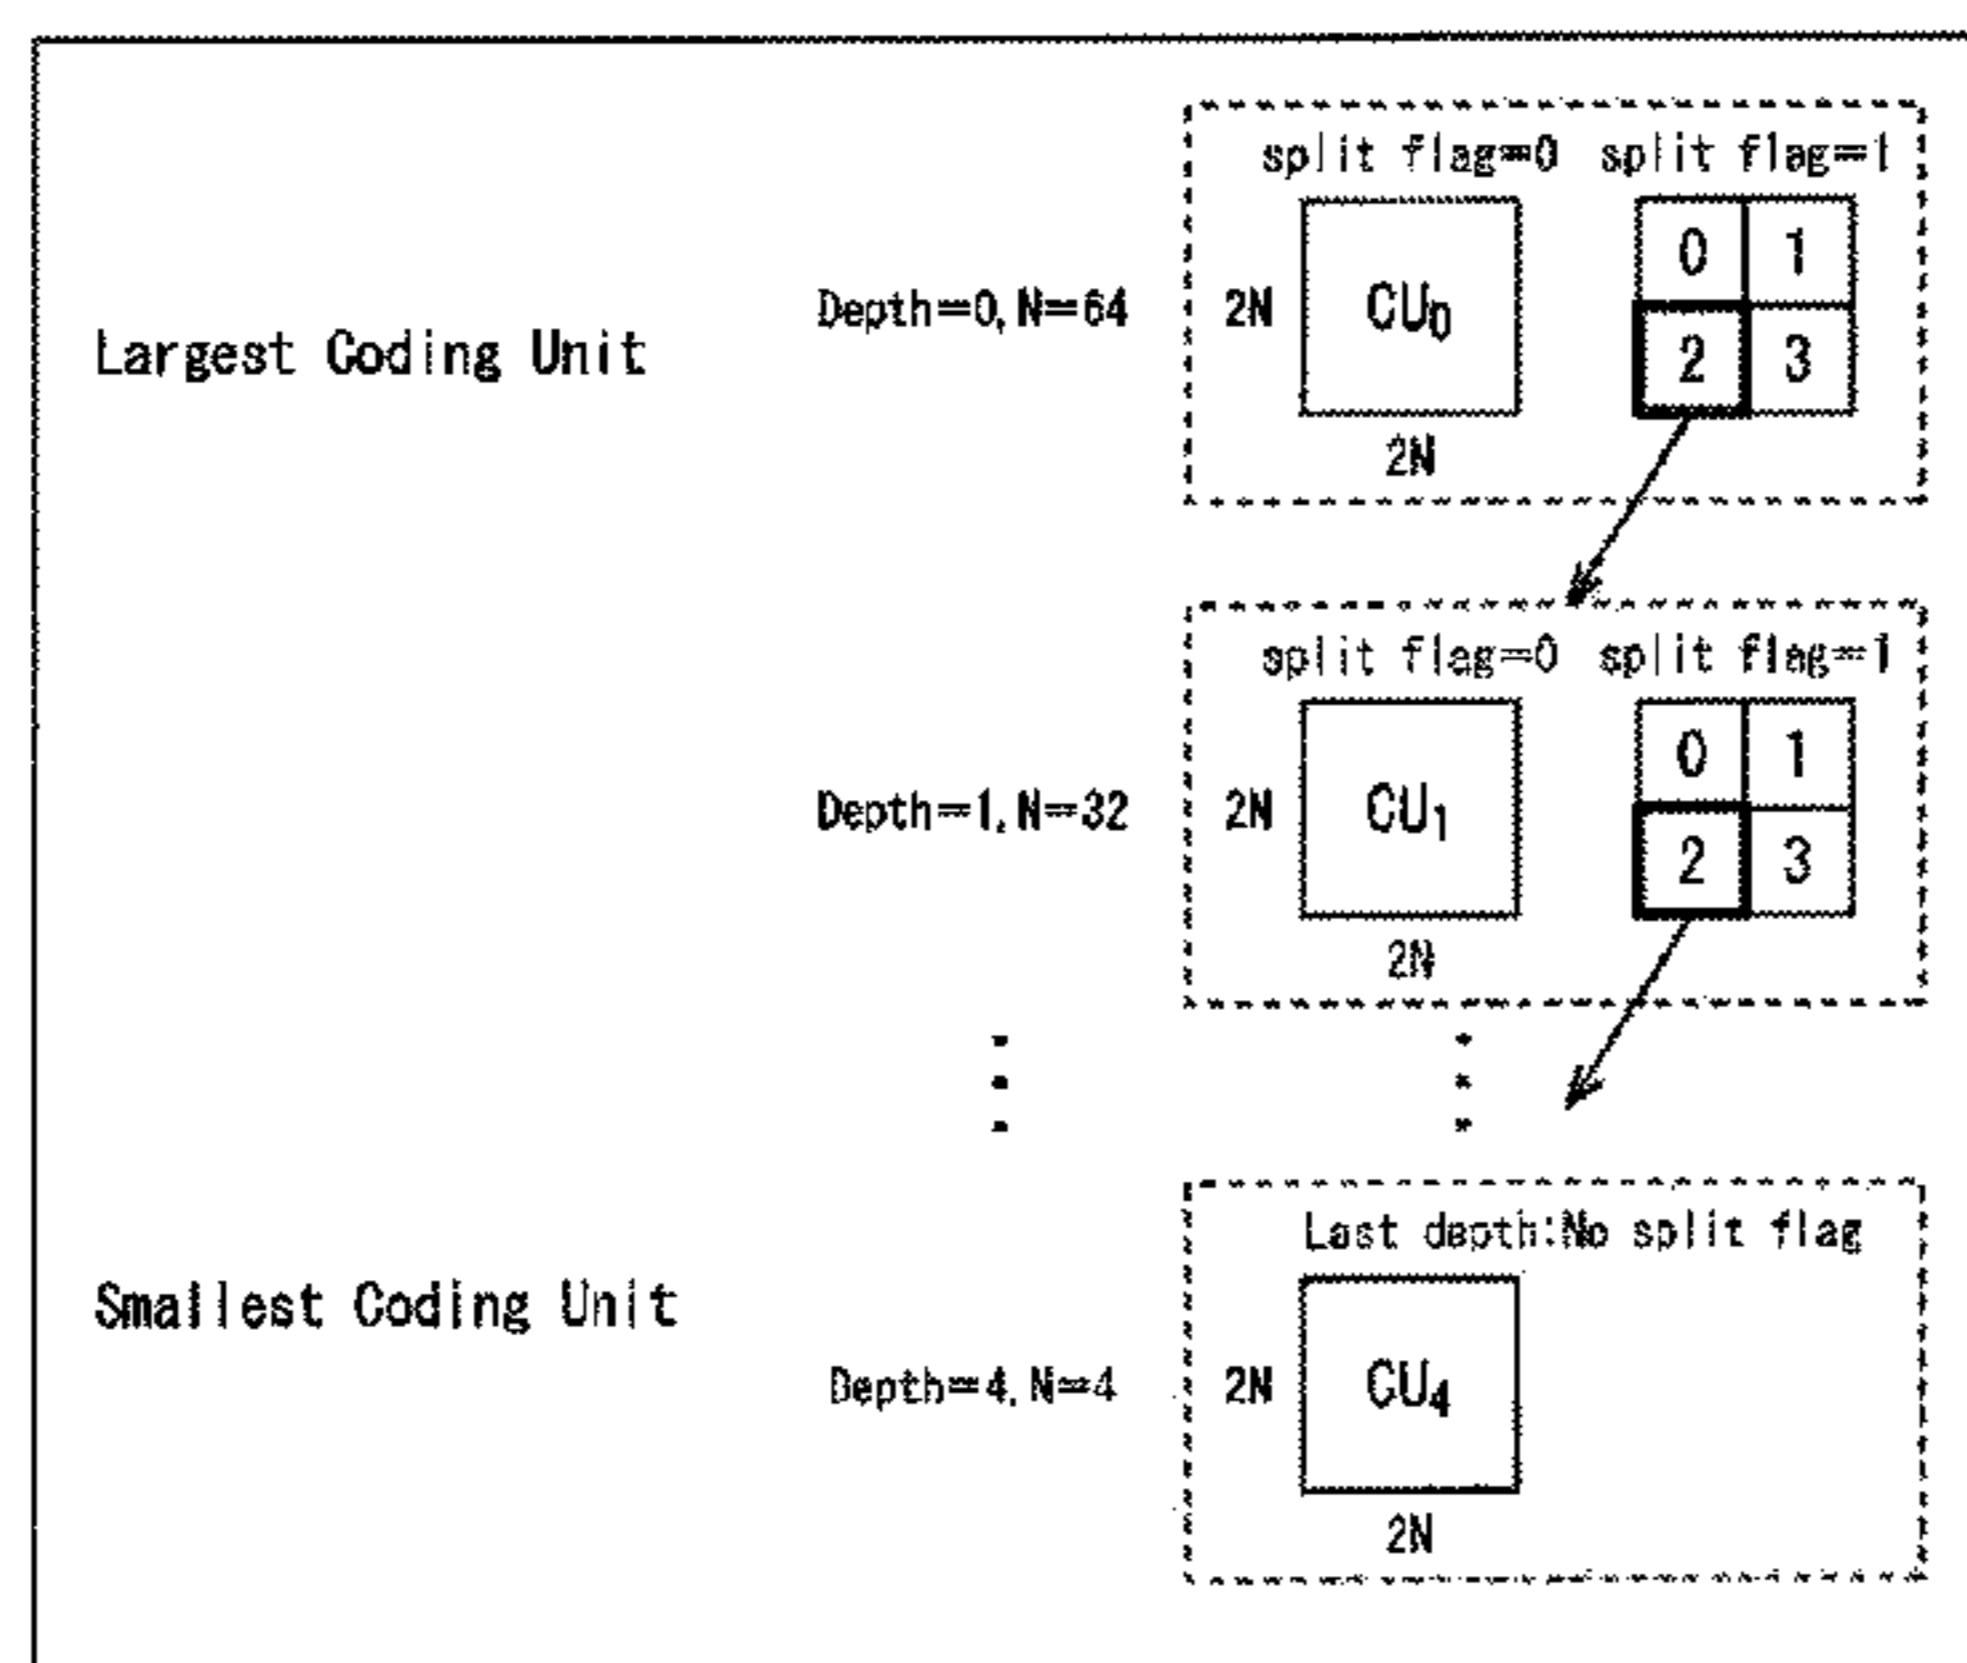 split flag=0 split flag=1
0 1
Largest Coding Unit
Depth=0, N=64
2N
CU0
2 3
2N
split flag=0 split flag=1
0 1
Depth=1, N=32
2N
CU1
2 3
2N
Last depth:No split flag
Smallest Coding Unit
Depth=4, N=4
2N
CU4
2N